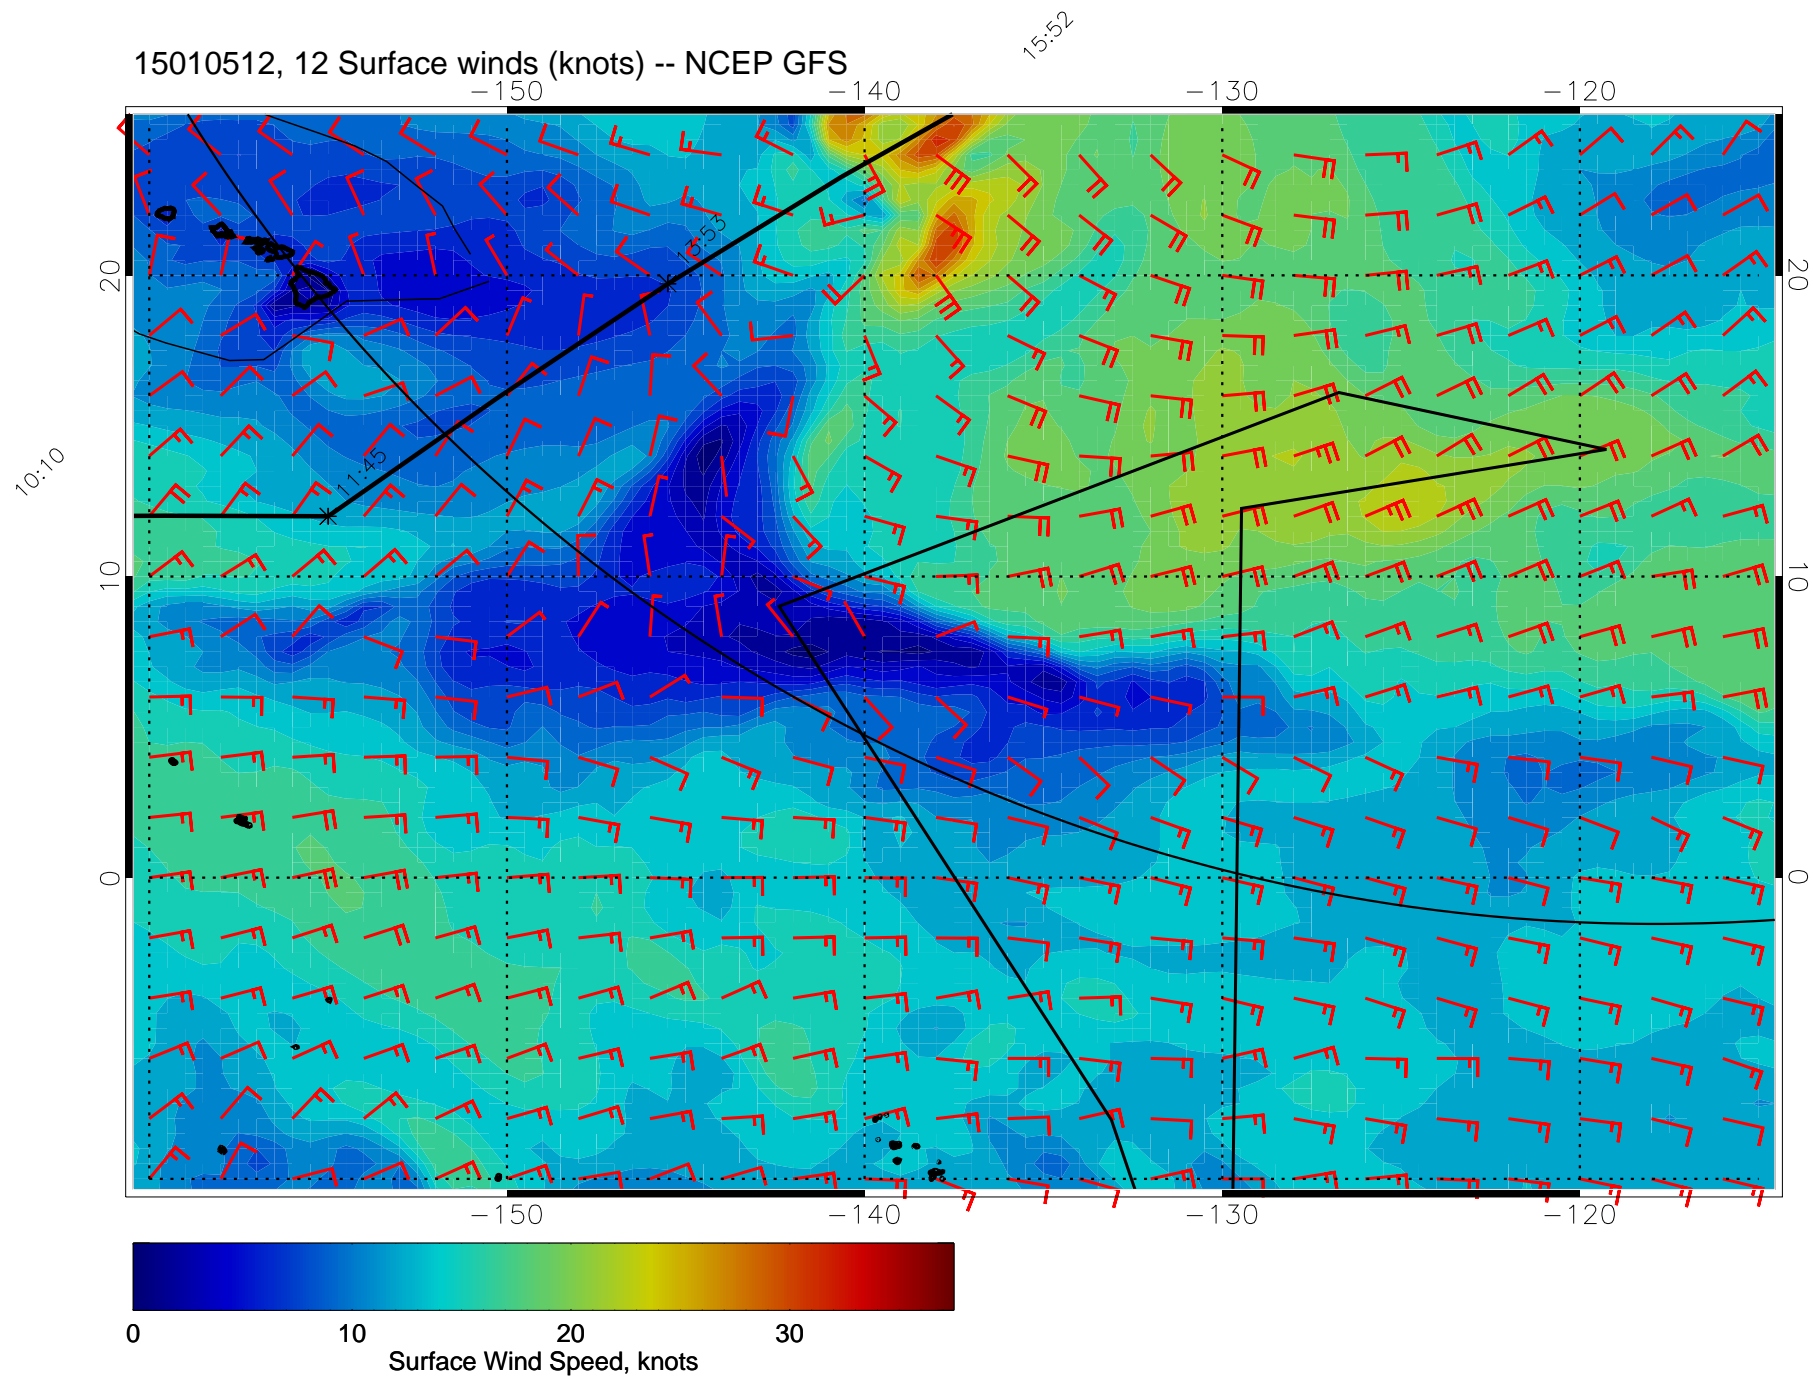 15:52
15010512, 12 Surface winds (knots) -- NCEP GFS
-150 -140 -130 -120
20 20
13:53
10:10
11:45
10 10
0 0
-150 -140 -130 -120
0 10 20 30
Surface Wind Speed, knots